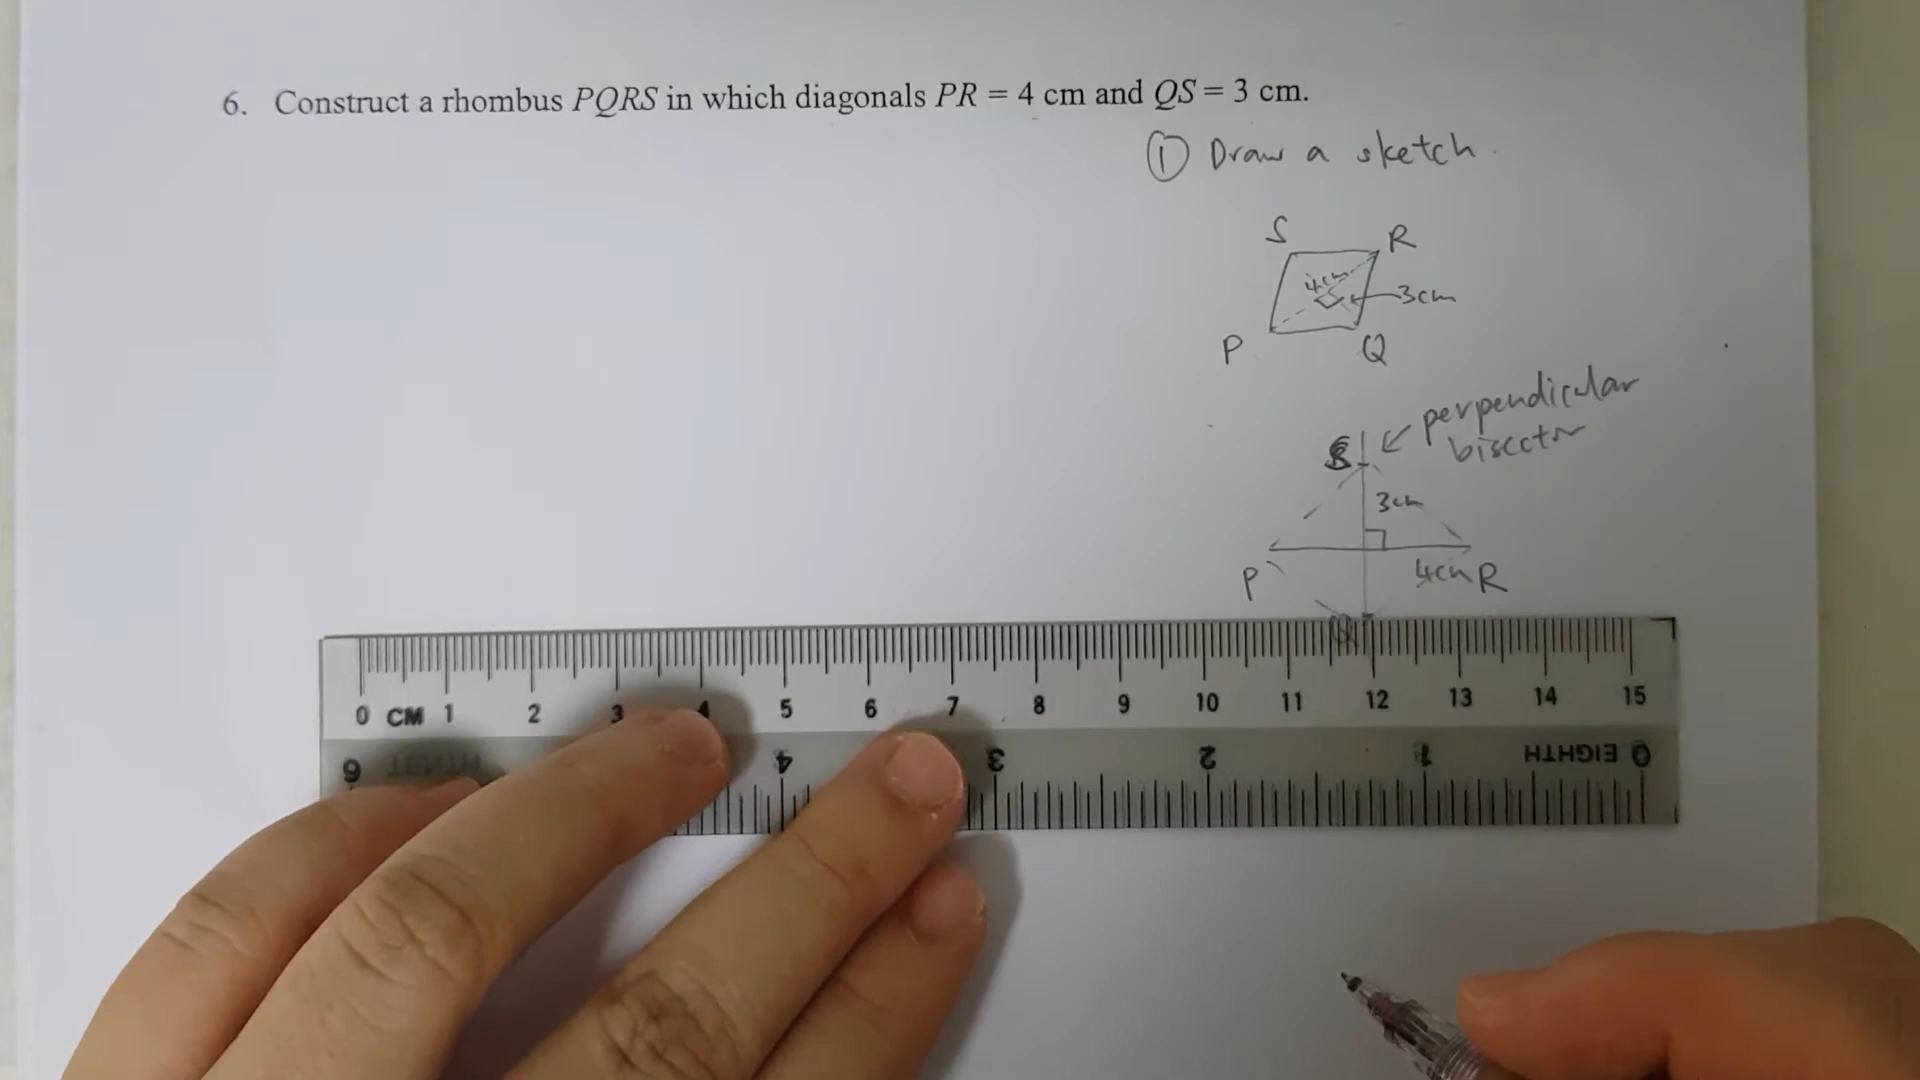 6. Construct a rhombus PQRS in which diagonals PR = 4 cm and QS = 3 cm.
① Draw a sketch.
S R
4cm
3cm
P Q
perpendicular
bisector
S
3cm
P 4cm R
Q
0 CM 1 2 3 4 5 6 7 8 9 10 11 12 13 14 15
6 4 3 2 1 EIGHTH 0